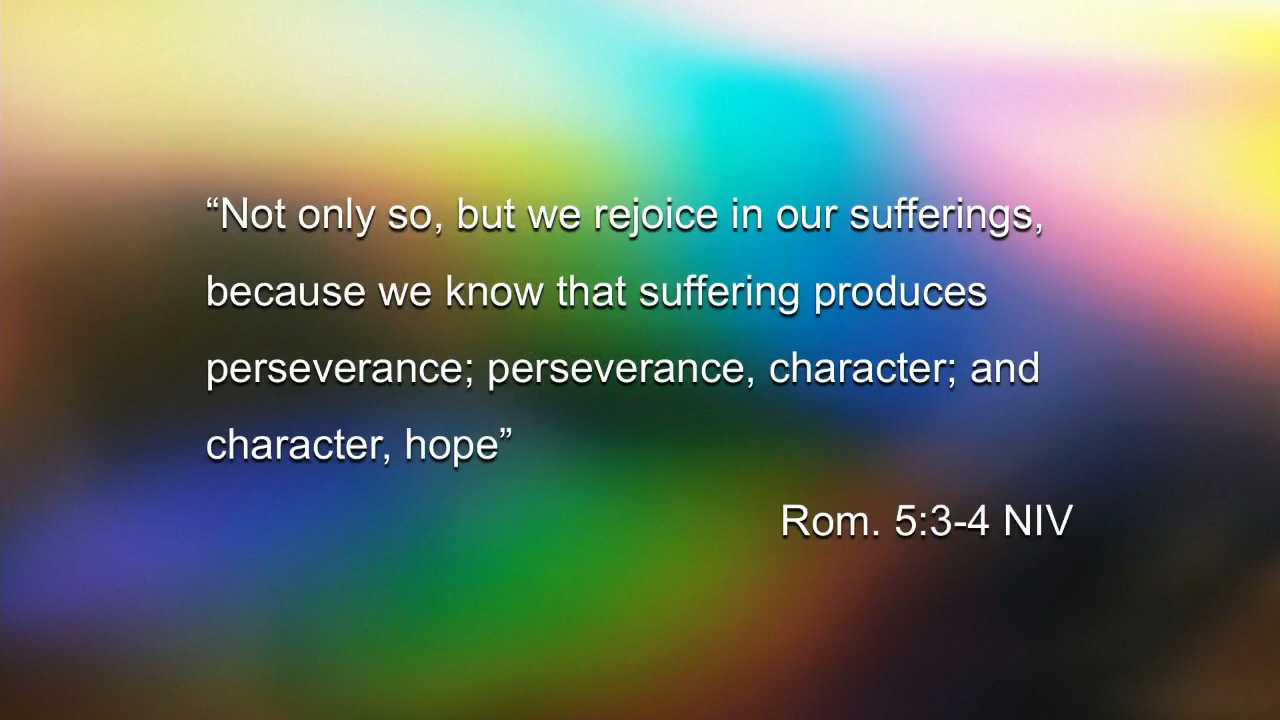 “Not only so, but we rejoice in our sufferings,
because we know that suffering produces
perseverance; perseverance, character; and
character, hope”
Rom. 5:3-4 NIV